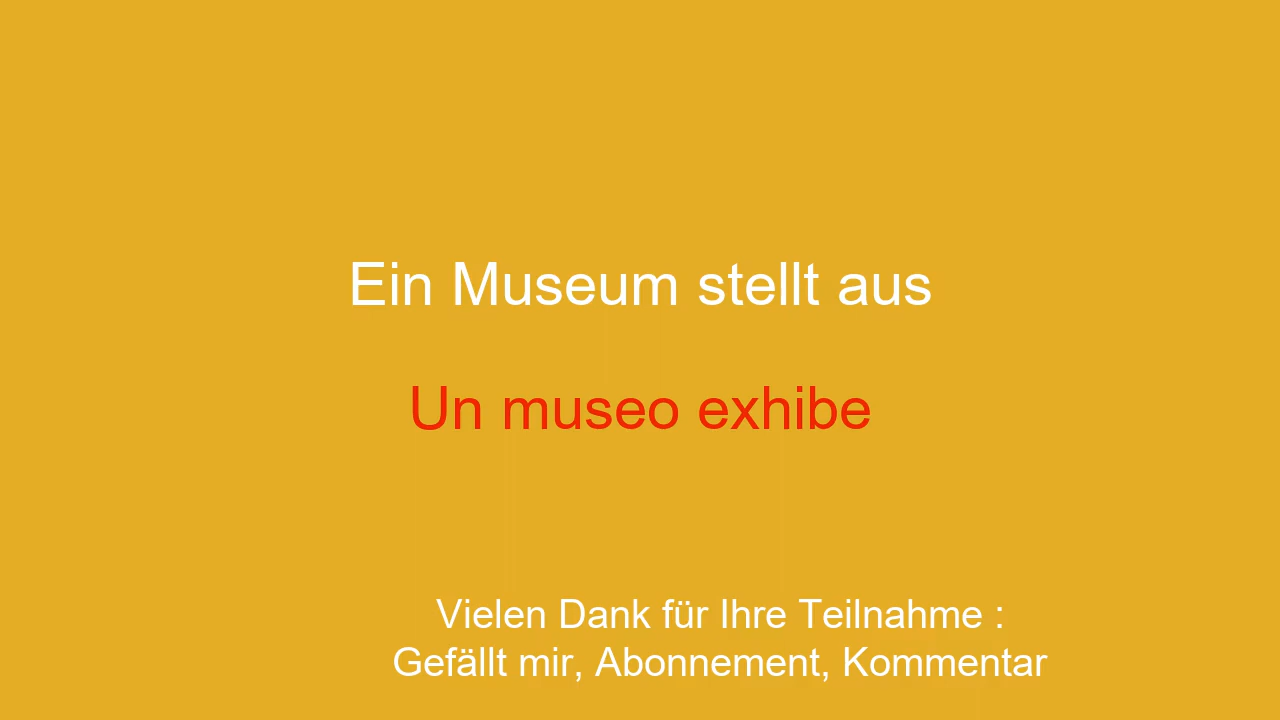 Ein Museum stellt aus
Un museo exhibe
Vielen Dank für Ihre Teilnahme :
Gefällt mir, Abonnement, Kommentar